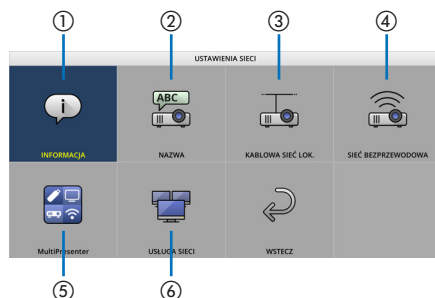 ① ② ③ ④
USTAWIENIA SIECI
ABC
INFORMACJA NAZWA KABLOWA SIEĆ LOK. SIEĆ BEZPRZEWODOWA
MultiPresenter USŁUGA SIECI WSTECZ
⑤ ⑥